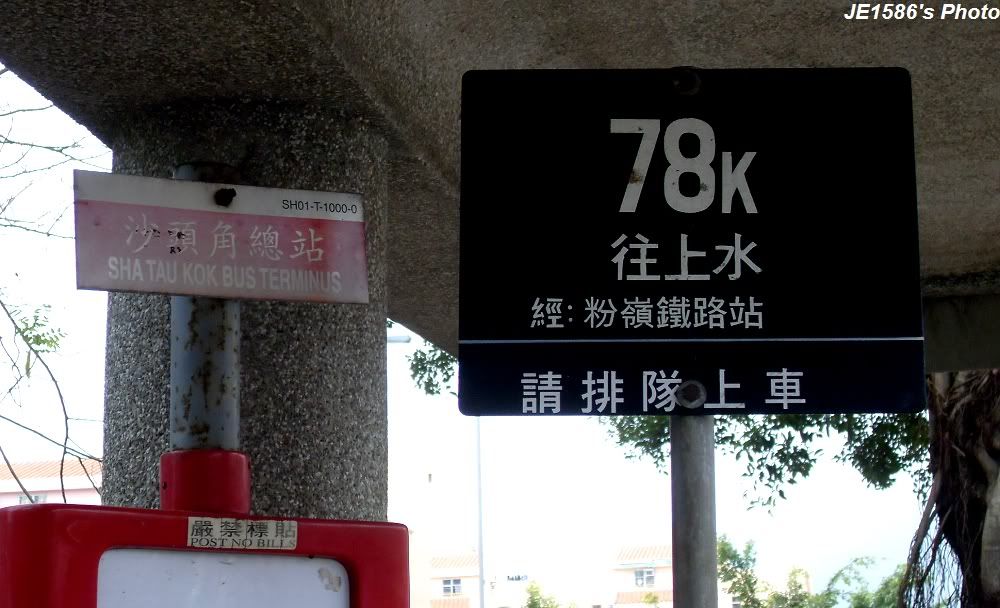 JE1586's Photo
SH01-T-1000-0
沙頭角總站
SHA TAU KOK BUS TERMINUS
78K
往上水
經：粉嶺鐵路站
請排隊上車
嚴禁標貼
POST NO BILLS